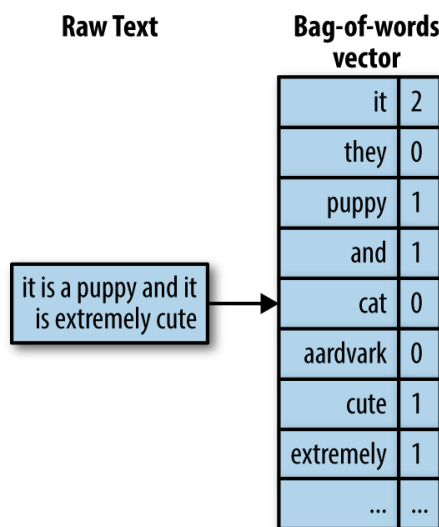 Raw Text
Bag-of-words
vector
it is a puppy and it
is extremely cute
it 2
they 0
puppy 1
and 1
cat 0
aardvark 0
cute 1
extremely 1
... ...